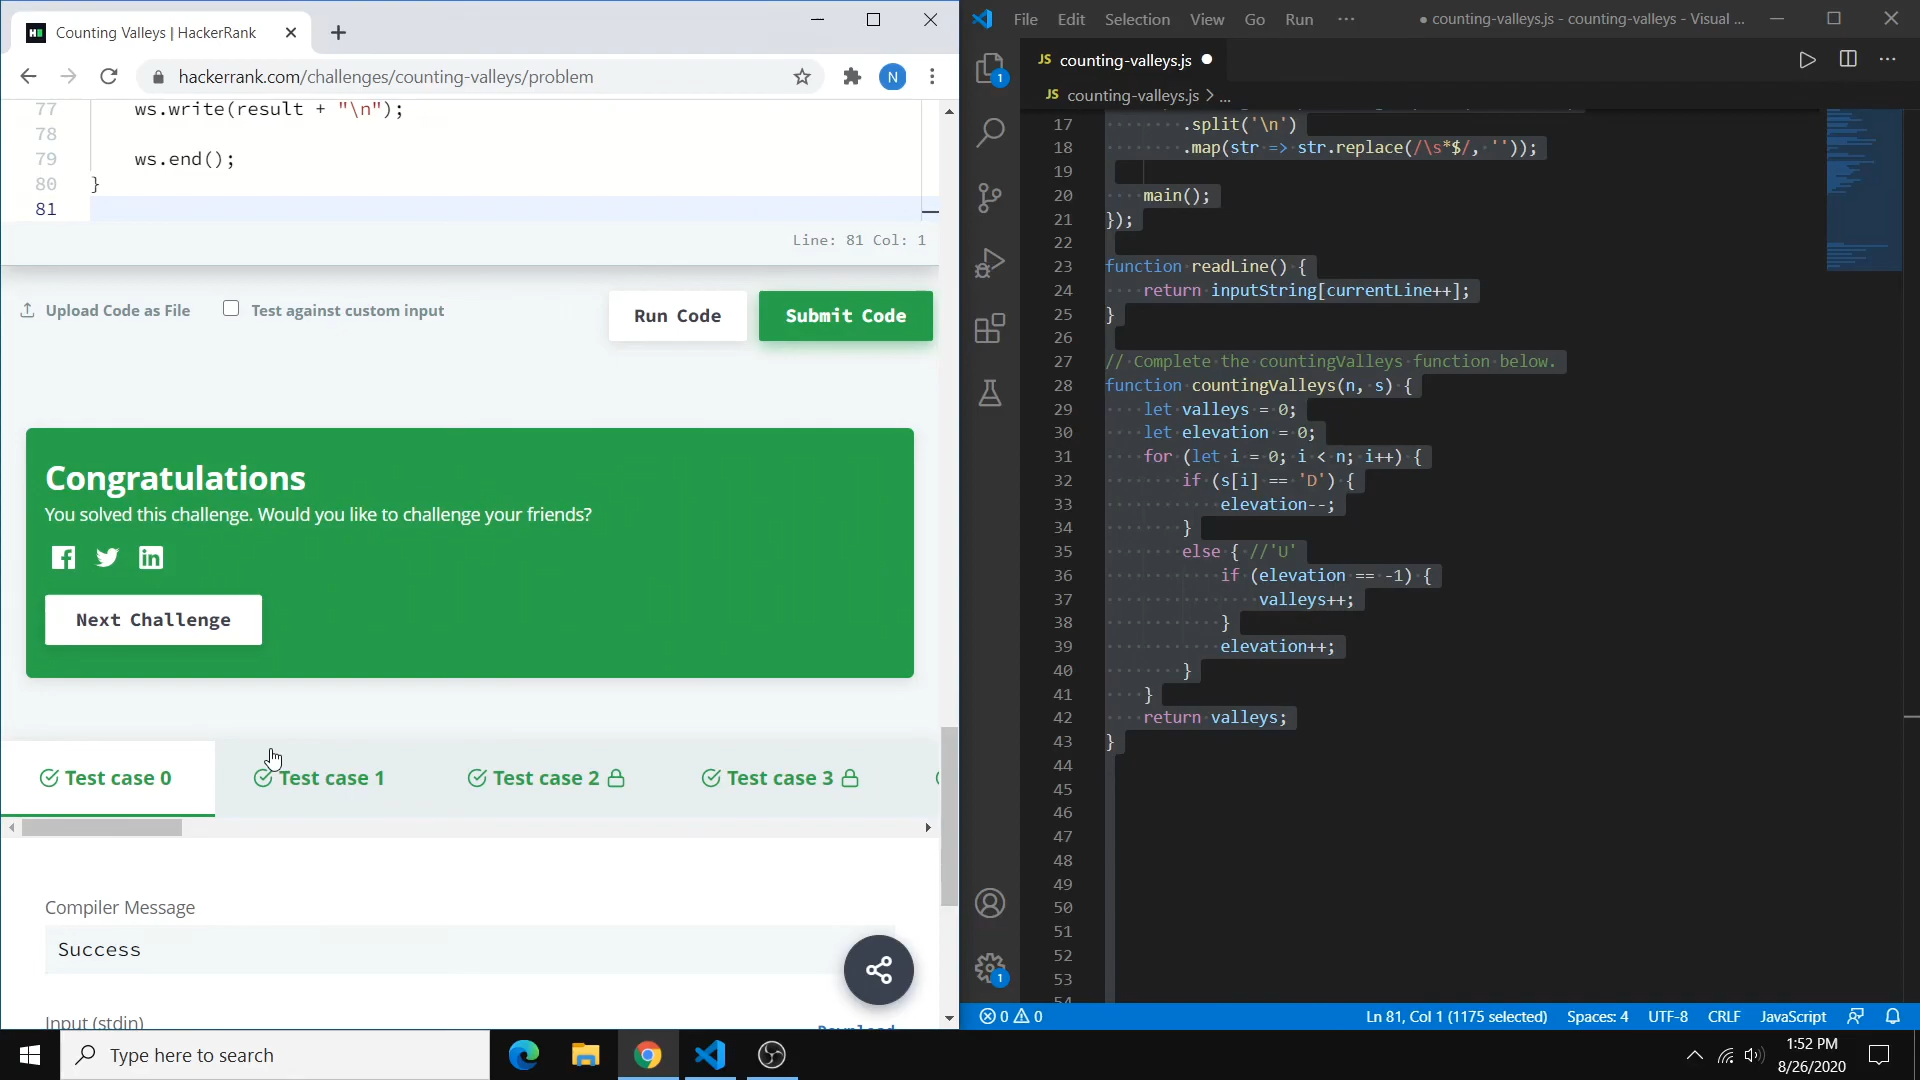 Counting Valleys | HackerRank
hackerrank.com/challenges/counting-valleys/problem
N
77 ws.write(result + "\n");
78
79 ws.end();
80 }
81
Line: 81 Col: 1
Upload Code as File
Test against custom input
Run Code
Submit Code
Congratulations
You solved this challenge. Would you like to challenge your friends?
Next Challenge
Test case 0
Test case 1
Test case 2
Test case 3
Compiler Message
Success
Input (stdin)
Download
File Edit Selection View Go Run ···
● counting-valleys.js - counting-valleys - Visual ...
JS counting-valleys.js
JS counting-valleys.js > ...
1
17 .split('\n')
18 .map(str => str.replace(/\s*$/, ''));
19
20 main();
21 });
22
23 function readLine() {
24 return inputString[currentLine++];
25 }
26
27 // Complete the countingValleys function below.
28 function countingValleys(n, s) {
29 let valleys = 0;
30 let elevation = 0;
31 for (let i = 0; i < n; i++) {
32 if (s[i] == 'D') {
33 elevation--;
34 }
35 else { //'U'
36 if (elevation == -1) {
37 valleys++;
38 }
39 elevation++;
40 }
41 }
42 return valleys;
43 }
44
45
46
47
48
49
50
51
52
53
54
1
0 0
Ln 81, Col 1 (1175 selected)
Spaces: 4
UTF-8
CRLF
JavaScript
Type here to search
1:52 PM
8/26/2020